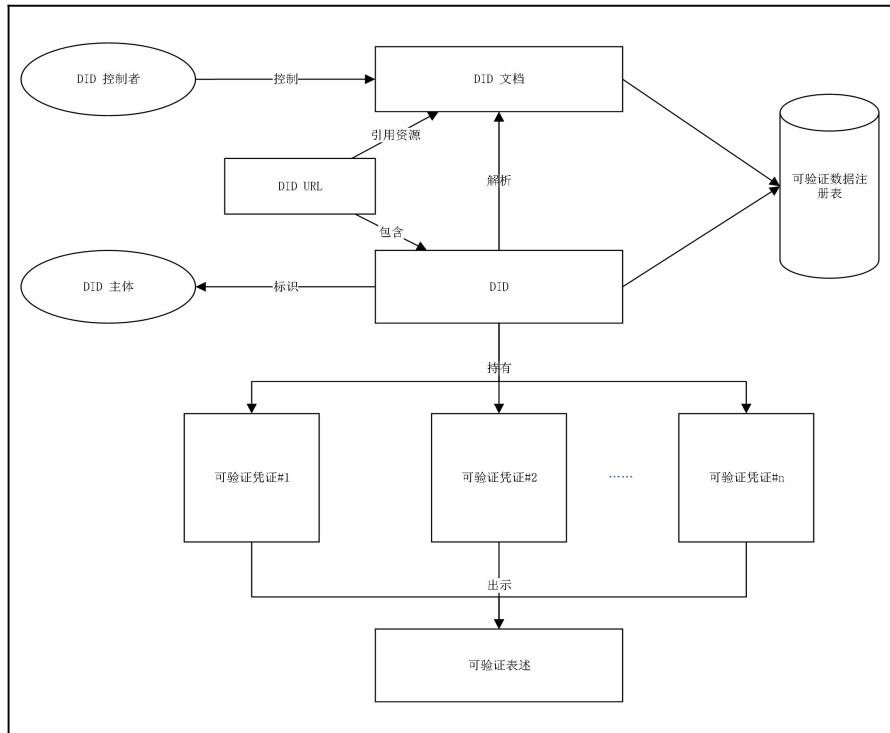 DID 控制者
控制
DID 文档
引用资源
DID URL
解析
可验证数据注
册表
包含
DID 主体
标识
DID
持有
可验证凭证#1
可验证凭证#2
……
可验证凭证#n
出示
可验证表述